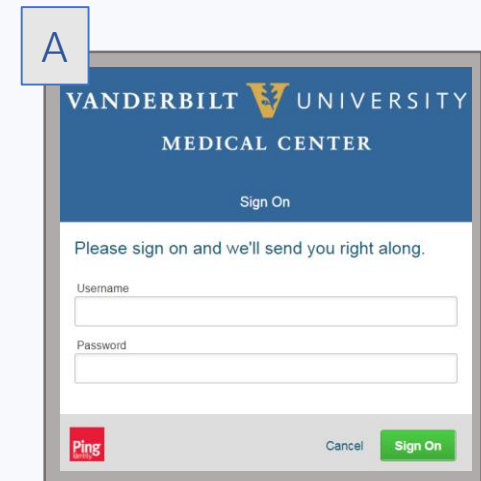 A
VANDERBILT V UNIVERSITY
MEDICAL CENTER
Sign On
Please sign on and we'll send you right along.
Username
Password
Ping
Identity
Cancel Sign On